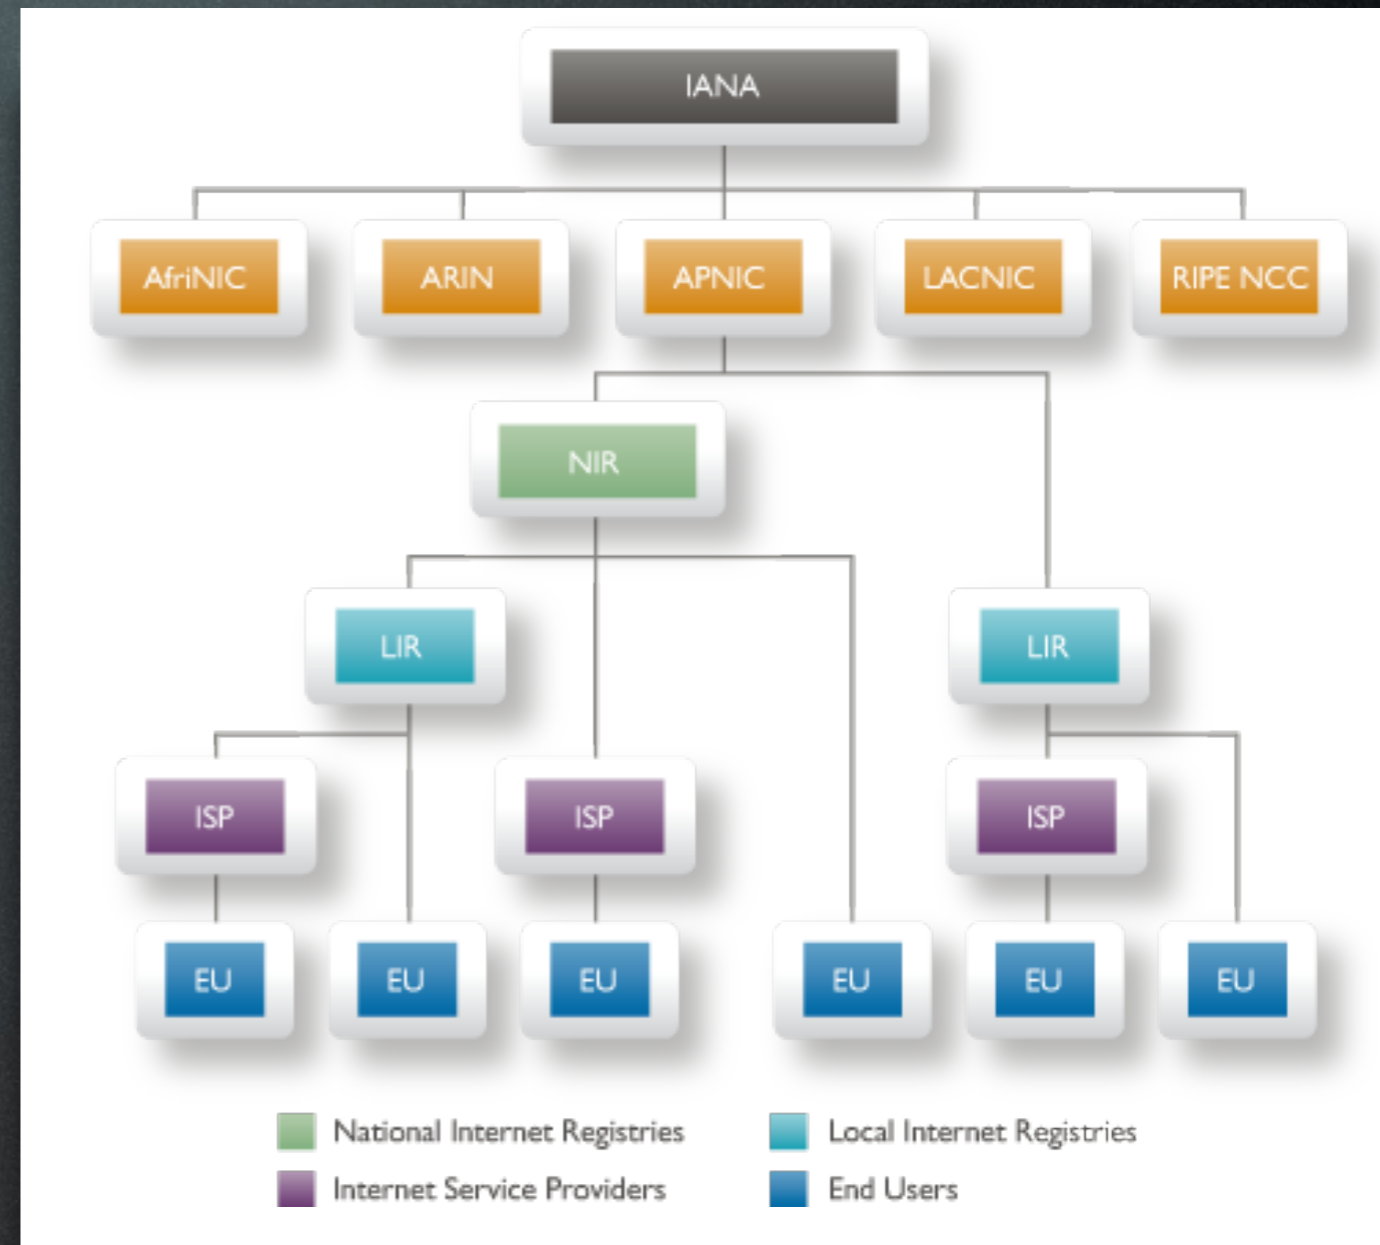 IANA
AfriNIC ARIN APNIC LACNIC RIPE NCC
NIR
LIR LIR
ISP ISP ISP
EU EU EU EU EU EU
National Internet Registries Local Internet Registries
Internet Service Providers End Users